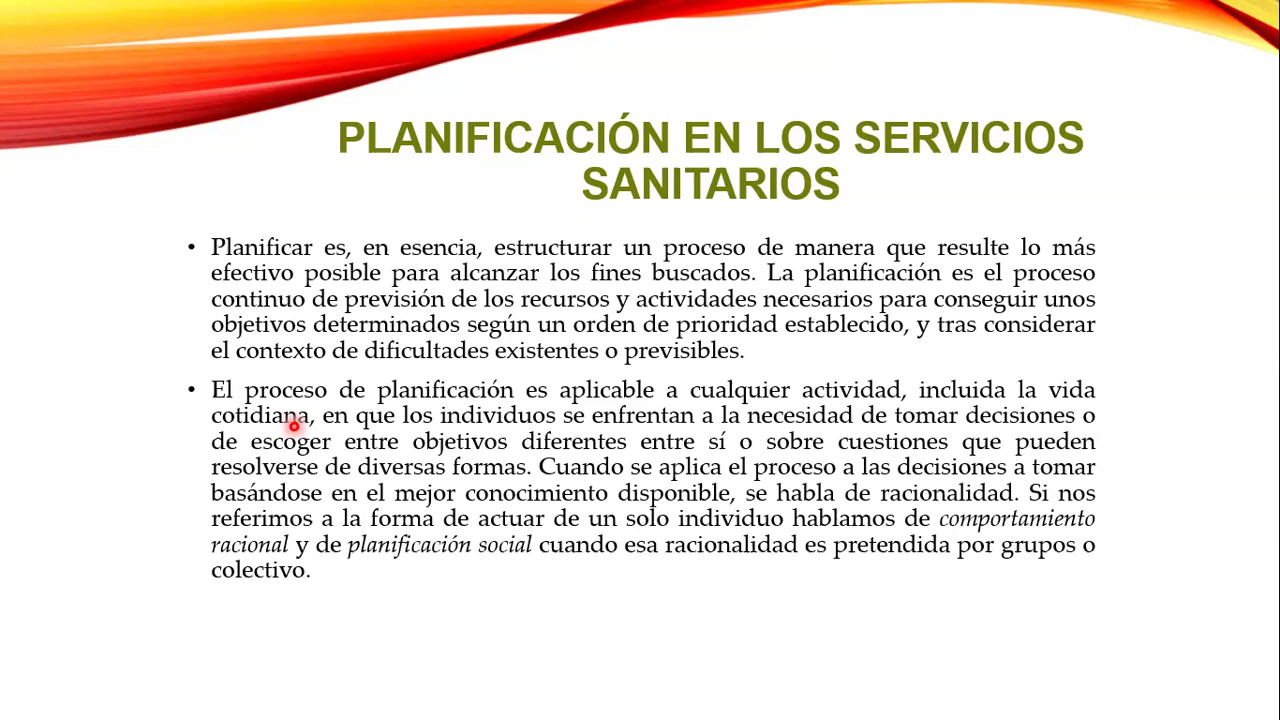 PLANIFICACIÓN EN LOS SERVICIOS
SANITARIOS
• Planificar es, en esencia, estructurar un proceso de manera que resulte lo más
efectivo posible para alcanzar los fines buscados. La planificación es el proceso
continuo de previsión de los recursos y actividades necesarios para conseguir unos
objetivos determinados según un orden de prioridad establecido, y tras considerar
el contexto de dificultades existentes o previsibles.
• El proceso de planificación es aplicable a cualquier actividad, incluida la vida
cotidiana, en que los individuos se enfrentan a la necesidad de tomar decisiones o
de escoger entre objetivos diferentes entre sí o sobre cuestiones que pueden
resolverse de diversas formas. Cuando se aplica el proceso a las decisiones a tomar
basándose en el mejor conocimiento disponible, se habla de racionalidad. Si nos
referimos a la forma de actuar de un solo individuo hablamos de comportamiento
racional y de planificación social cuando esa racionalidad es pretendida por grupos o
colectivo.